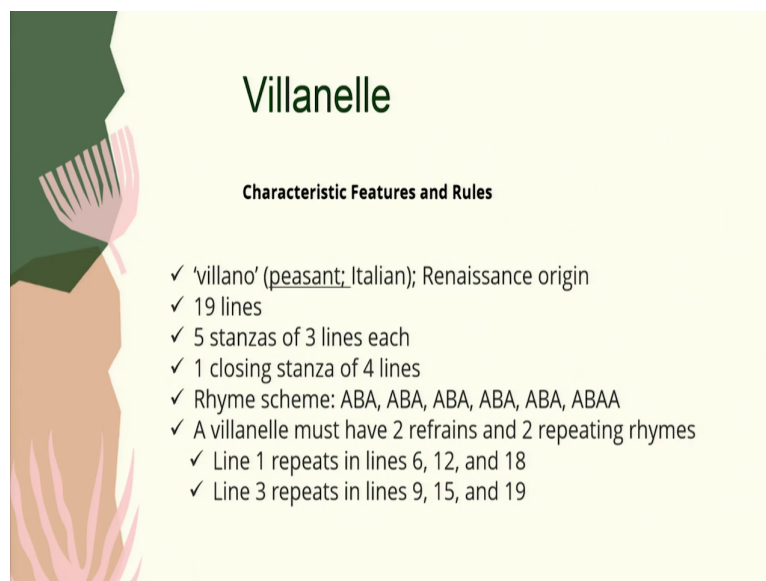 Villanelle
Characteristic Features and Rules
✓ ‘villano’ (peasant; Italian); Renaissance origin
✓ 19 lines
✓ 5 stanzas of 3 lines each
✓ 1 closing stanza of 4 lines
✓ Rhyme scheme: ABA, ABA, ABA, ABA, ABA, ABAA
✓ A villanelle must have 2 refrains and 2 repeating rhymes
✓ Line 1 repeats in lines 6, 12, and 18
✓ Line 3 repeats in lines 9, 15, and 19